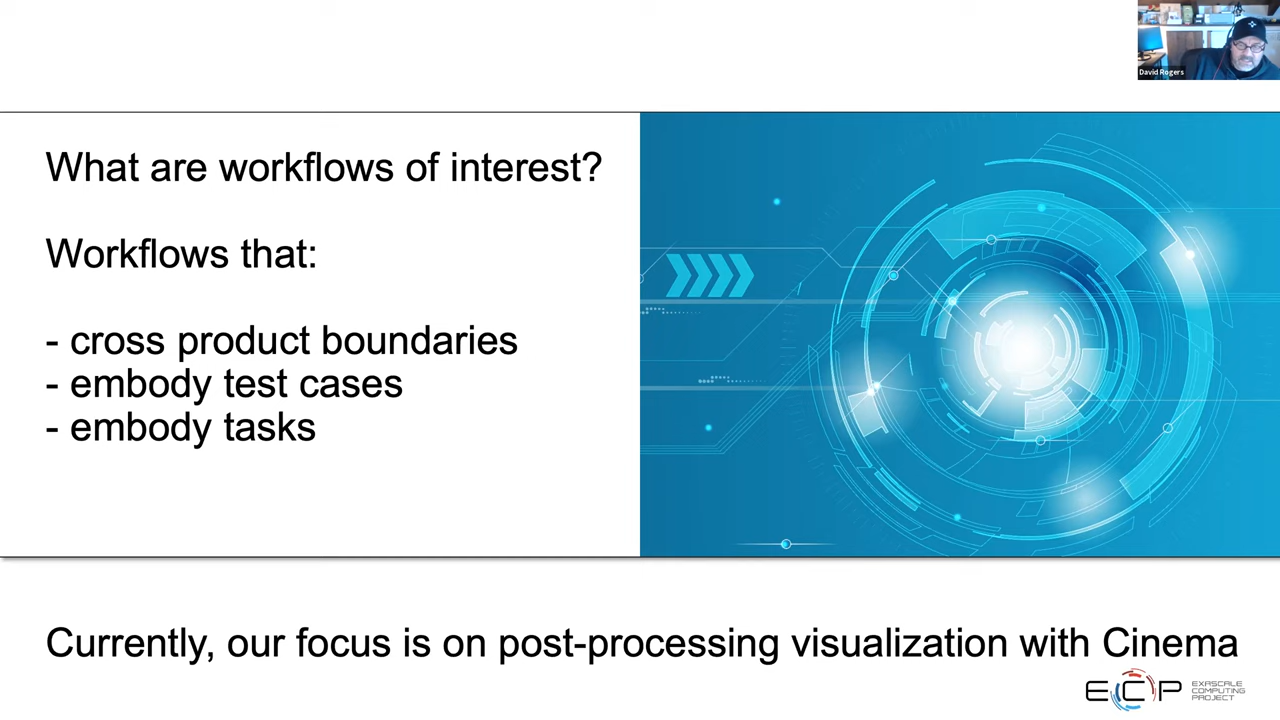 David Rogers
What are workflows of interest?
Workflows that:
- cross product boundaries
- embody test cases
- embody tasks
Currently, our focus is on post-processing visualization with Cinema
ECP
EXASCALE
COMPUTING
PROJECT